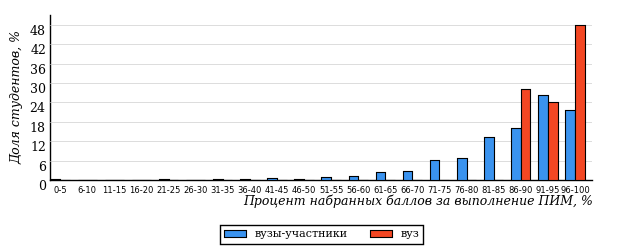 Доля студентов, %
48
42
36
30
24
18
12
6
0
0-5 6-10 11-15 16-20 21-25 26-30 31-35 36-40 41-45 46-50 51-55 56-60 61-65 66-70 71-75 76-80 81-85 86-90 91-95 96-100
Процент набранных баллов за выполнение ПИМ, %
вузы-участники вуз